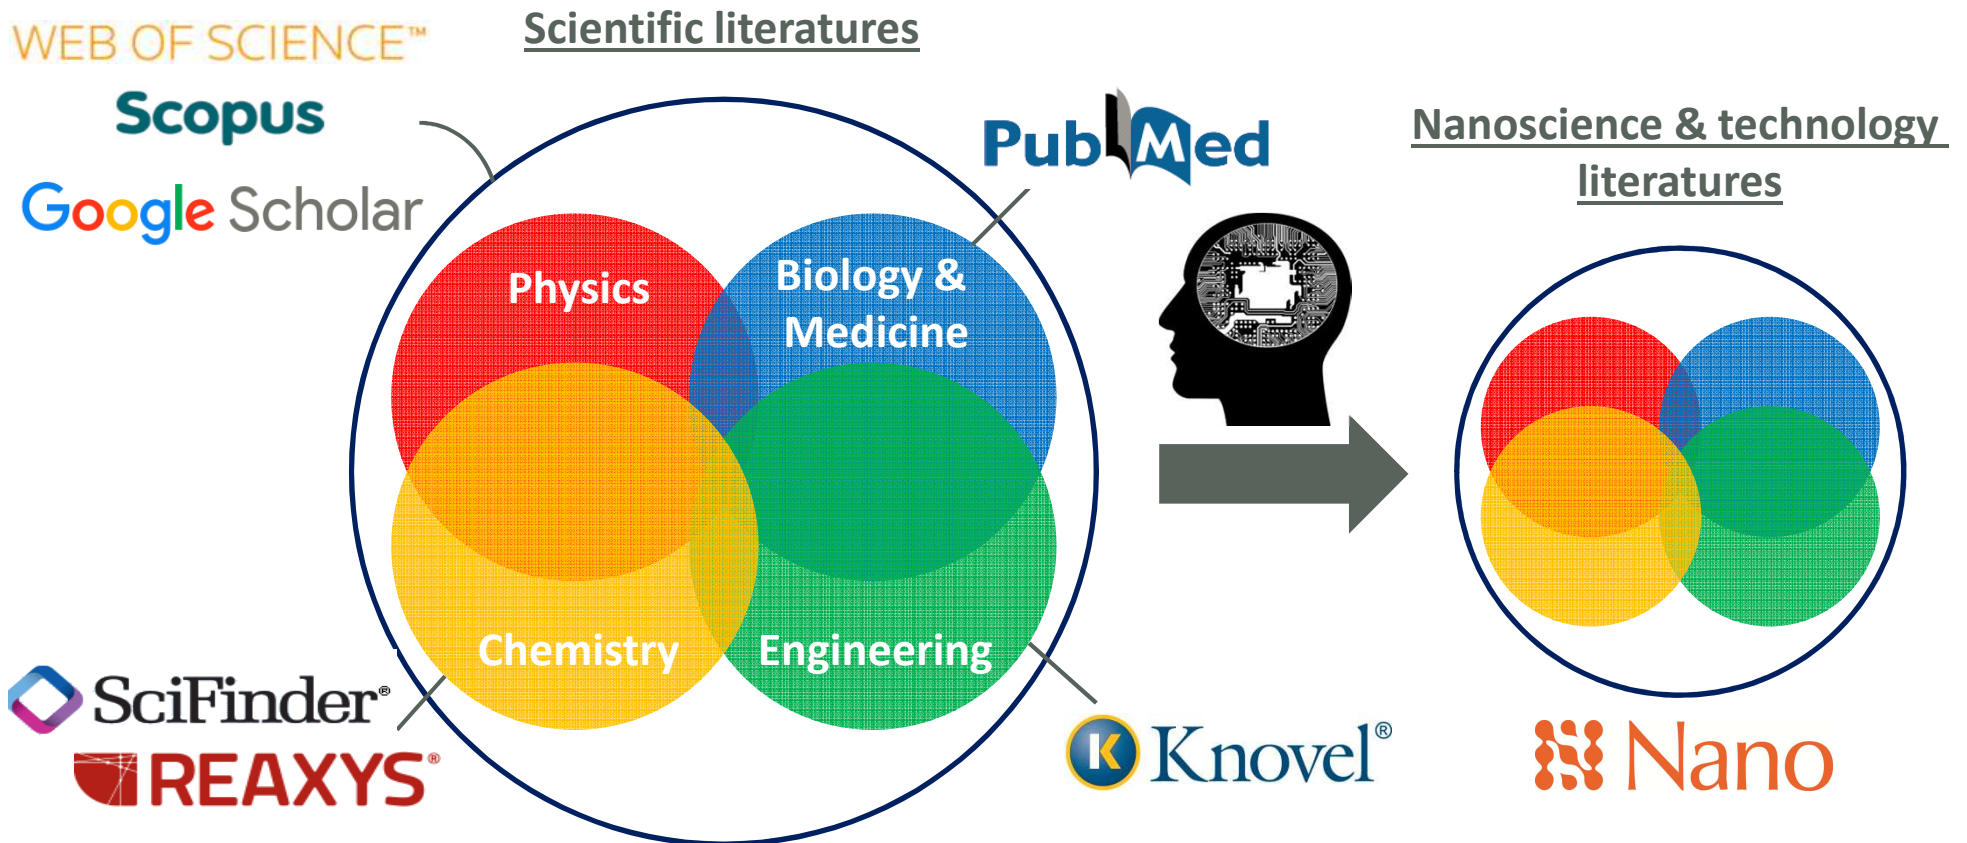 WEB OF SCIENCE™
Scopus
Google Scholar
Scientific literatures
PubMed
Physics
Biology &
Medicine
Chemistry
Engineering
SciFinder®
REAXYS®
K Knovel®
Nanoscience & technology
literatures
Nano